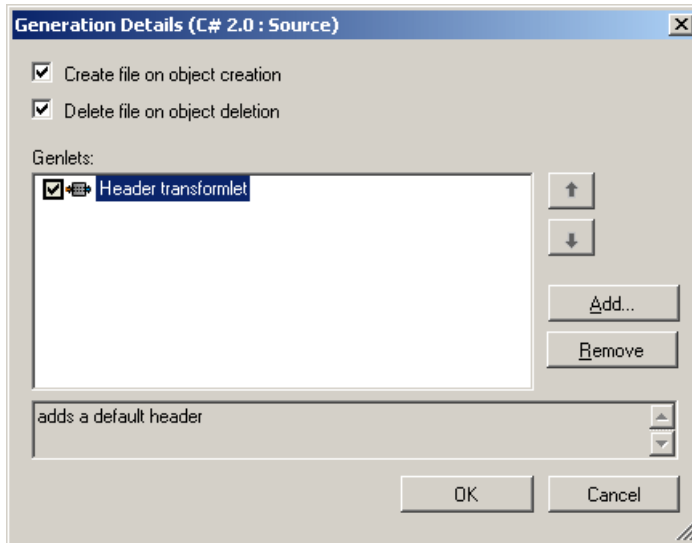 Generation Details (C# 2.0 : Source)
Create file on object creation
Delete file on object deletion
Genlets:
Header transformlet
Add...
Remove
adds a default header
OK
Cancel